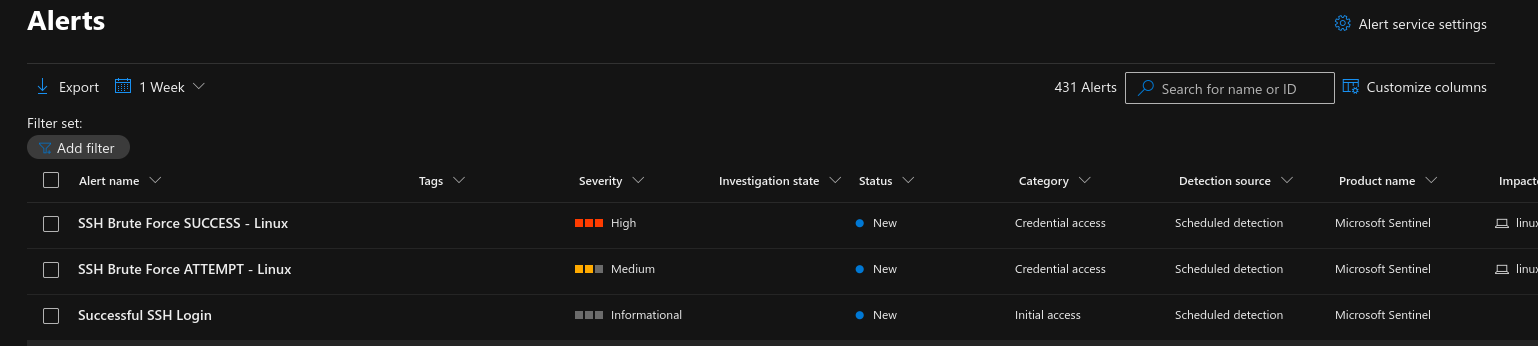 Alerts
Alert service settings
Export 1 Week 431 Alerts Search for name or ID Customize columns
Filter set:
Add filter
Alert name Tags Severity Investigation state Status Category Detection source Product name Impact
SSH Brute Force SUCCESS - Linux High New Credential access Scheduled detection Microsoft Sentinel linux
SSH Brute Force ATTEMPT - Linux Medium New Credential access Scheduled detection Microsoft Sentinel linux
Successful SSH Login Informational New Initial access Scheduled detection Microsoft Sentinel